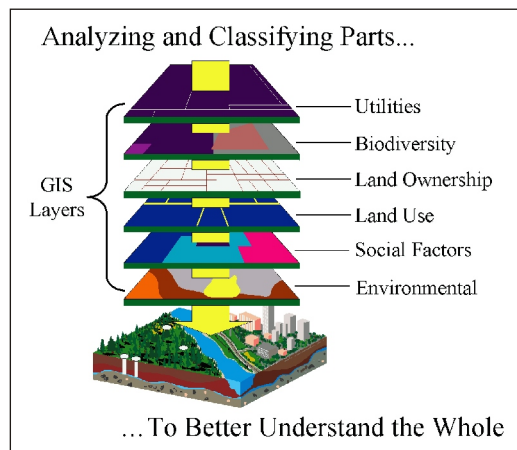 Analyzing and Classifying Parts...
Utilities
Biodiversity
GIS
Layers
Land Ownership
Land Use
Social Factors
Environmental
...To Better Understand the Whole